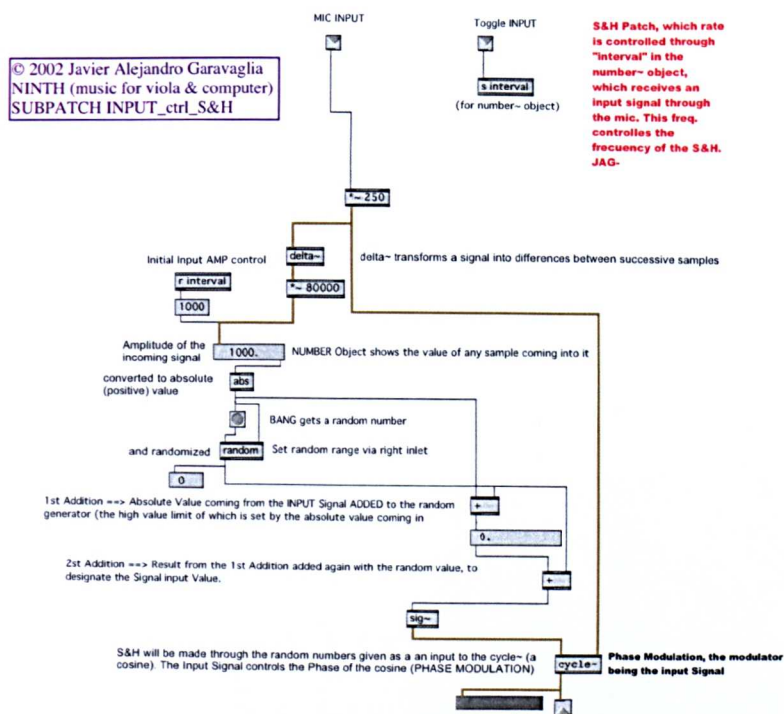 MIC INPUT
Toggle INPUT
© 2002 Javier Alejandro Garavaglia
NINTH (music for viola & computer)
SUBPATCH INPUT_ctrl_S&H
s interval
(for number~ object)
S&H Patch, which rate
is controlled through
"interval" in the
number~ object,
which receives an
input signal through
the mic. This freq.
controlles the
frecuency of the S&H.
JAG-
*~ 250
Initial Input AMP control
delta~
delta~ transforms a signal into differences between successive samples
r interval
*~ 80000
1000
Amplitude of the
incoming signal
1000.
NUMBER Object shows the value of any sample coming into it
converted to absolute
(positive) value
abs
BANG gets a random number
and randomized
random
Set random range via right inlet
0
1st Addition ==> Absolute Value coming from the INPUT Signal ADDED to the random
generator (the high value limit of which is set by the absolute value coming in
+
0.
2st Addition ==> Result from the 1st Addition added again with the random value, to
designate the Signal input Value.
+
sig~
S&H will be made through the random numbers given as a an input to the cycle~ (a
cosine). The Input Signal controls the Phase of the cosine (PHASE MODULATION)
cycle~
Phase Modulation, the modulator
being the input Signal